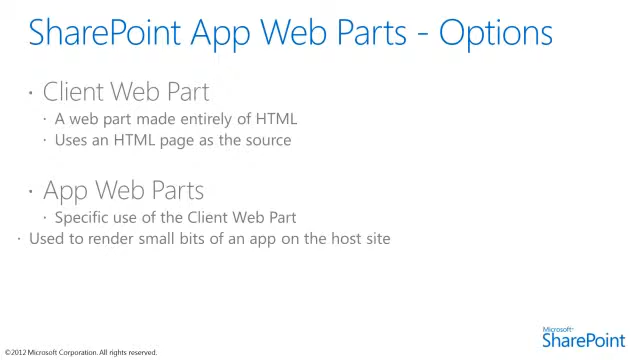 SharePoint App Web Parts - Options
· Client Web Part
· A web part made entirely of HTML
· Uses an HTML page as the source
· App Web Parts
· Specific use of the Client Web Part
· Used to render small bits of an app on the host site
©2012 Microsoft Corporation. All rights reserved.
Microsoft®
SharePoint